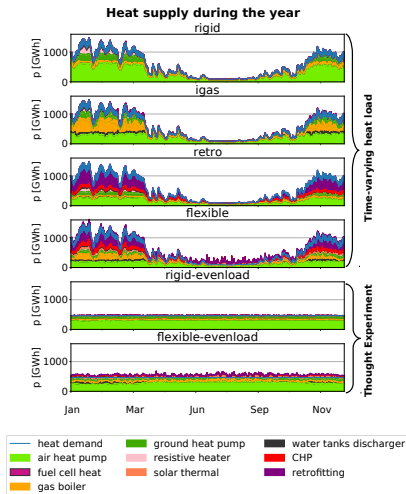 Heat supply during the year
rigid
p [GWh]
1000
0
igas
p [GWh]
1000
0
retro
p [GWh]
1000
0
flexible
p [GWh]
1000
0
Time-varying heat load
rigid-evenload
p [GWh]
1000
0
flexible-evenload
p [GWh]
1000
0
Thought Experiment
Jan Mar Jun Sep Nov
heat demand ground heat pump water tanks discharger
air heat pump resistive heater CHP
fuel cell heat solar thermal retrofitting
gas boiler